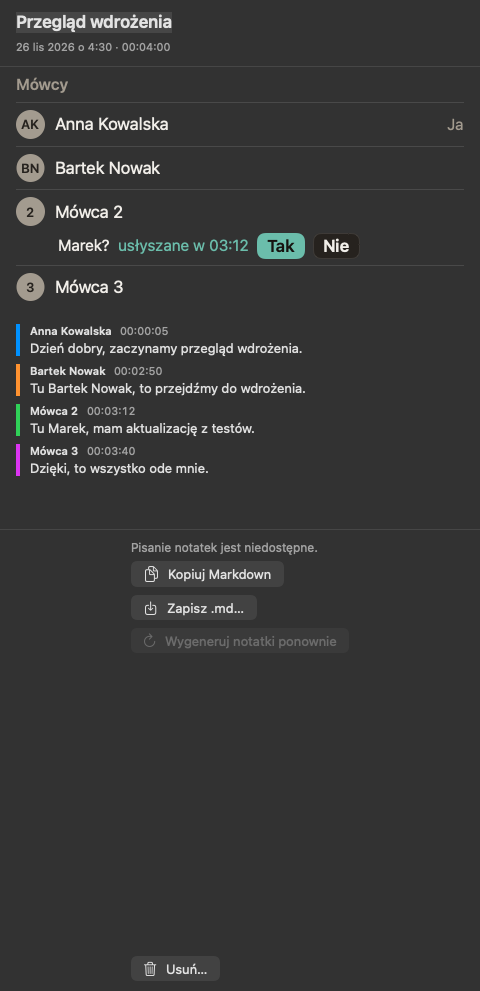 Przegląd wdrożenia
26 lis 2026 o 4:30 · 00:04:00
Mówcy
AK Anna Kowalska Ja
BN Bartek Nowak
2 Mówca 2
Marek? usłyszane w 03:12 Tak Nie
3 Mówca 3
Anna Kowalska 00:00:05
Dzień dobry, zaczynamy przegląd wdrożenia.
Bartek Nowak 00:02:50
Tu Bartek Nowak, to przejdźmy do wdrożenia.
Mówca 2 00:03:12
Tu Marek, mam aktualizację z testów.
Mówca 3 00:03:40
Dzięki, to wszystko ode mnie.
Pisanie notatek jest niedostępne.
Kopiuj Markdown
Zapisz .md...
Wygeneruj notatki ponownie
Usuń...